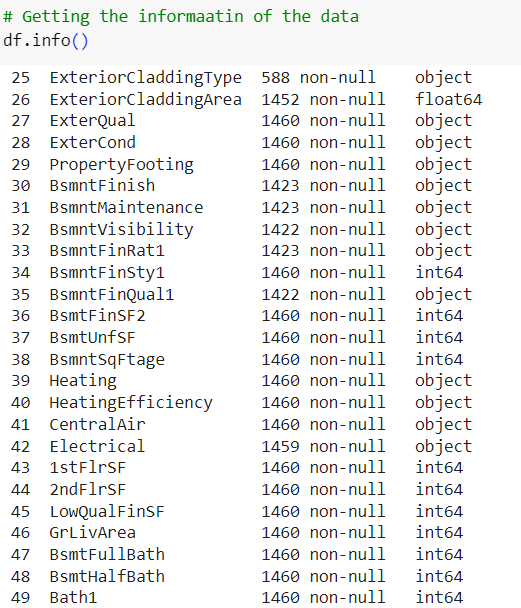 # Getting the informaatin of the data
df.info()
25 ExteriorCladdingType 588 non-null object
26 ExteriorCladdingArea 1452 non-null float64
27 ExterQual 1460 non-null object
28 ExterCond 1460 non-null object
29 PropertyFooting 1460 non-null object
30 BsmntFinish 1423 non-null object
31 BsmntMaintenance 1423 non-null object
32 BsmntVisibility 1422 non-null object
33 BsmntFinRat1 1423 non-null object
34 BsmntFinSty1 1460 non-null int64
35 BsmntFinQual1 1422 non-null object
36 BsmtFinSF2 1460 non-null int64
37 BsmtUnfSF 1460 non-null int64
38 BsmntSqFtage 1460 non-null int64
39 Heating 1460 non-null object
40 HeatingEfficiency 1460 non-null object
41 CentralAir 1460 non-null object
42 Electrical 1459 non-null object
43 1stFlrSF 1460 non-null int64
44 2ndFlrSF 1460 non-null int64
45 LowQualFinSF 1460 non-null int64
46 GrLivArea 1460 non-null int64
47 BsmtFullBath 1460 non-null int64
48 BsmtHalfBath 1460 non-null int64
49 Bath1 1460 non-null int64